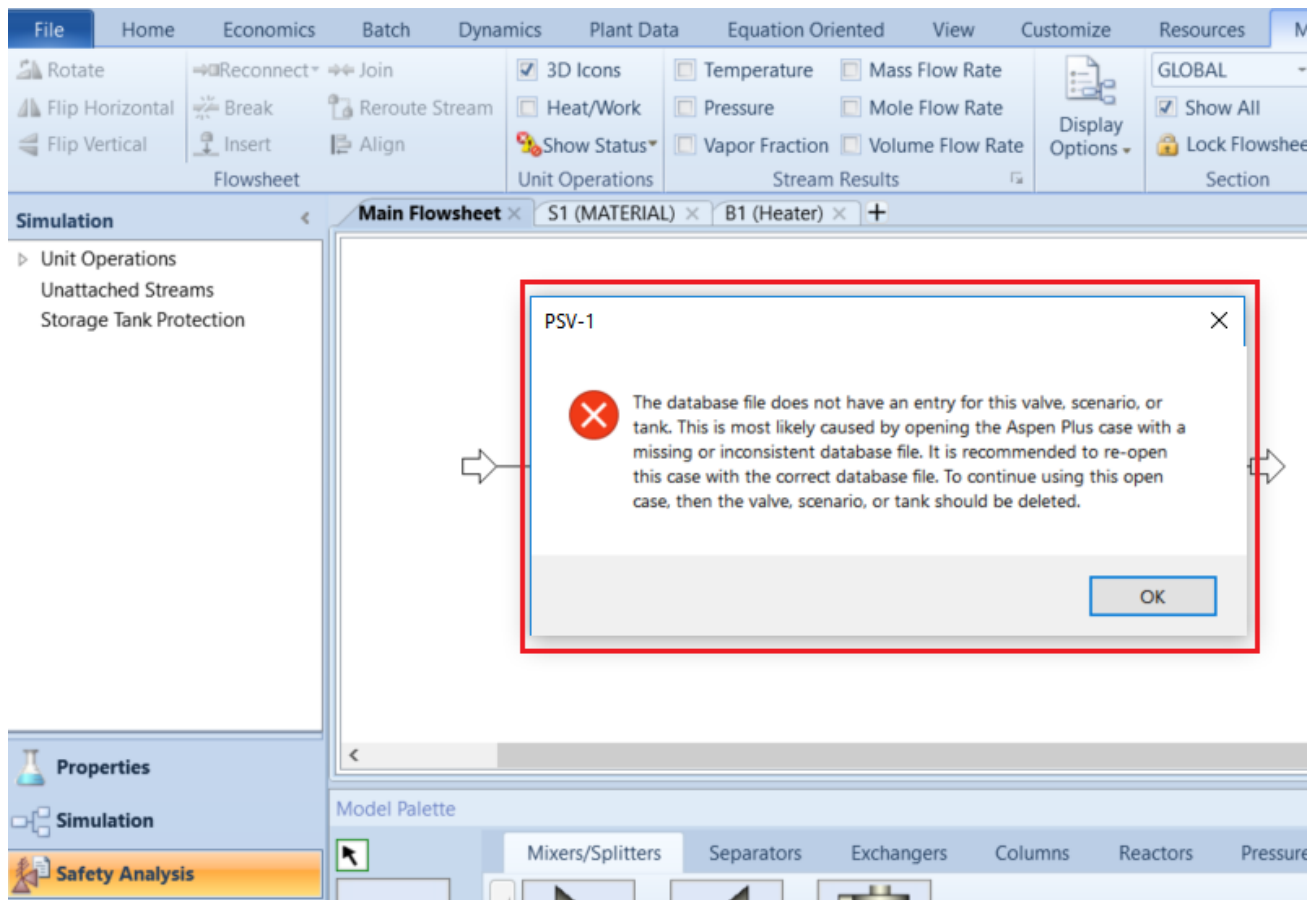 File Home Economics Batch Dynamics Plant Data Equation Oriented View Customize Resources
Rotate Reconnect Join 3D Icons Temperature Mass Flow Rate GLOBAL
Flip Horizontal Break Reroute Stream Heat/Work Pressure Mole Flow Rate Show All
Flip Vertical Insert Align Show Status Vapor Fraction Volume Flow Rate Display Options Lock Flowshee
Flowsheet Unit Operations Stream Results Section
Simulation Main Flowsheet S1 (MATERIAL) B1 (Heater)
Unit Operations
Unattached Streams
Storage Tank Protection
PSV-1
The database file does not have an entry for this valve, scenario, or
tank. This is most likely caused by opening the Aspen Plus case with a
missing or inconsistent database file. It is recommended to re-open
this case with the correct database file. To continue using this open
case, then the valve, scenario, or tank should be deleted.
OK
Properties
Simulation
Safety Analysis
Model Palette
Mixers/Splitters Separators Exchangers Columns Reactors Pressure